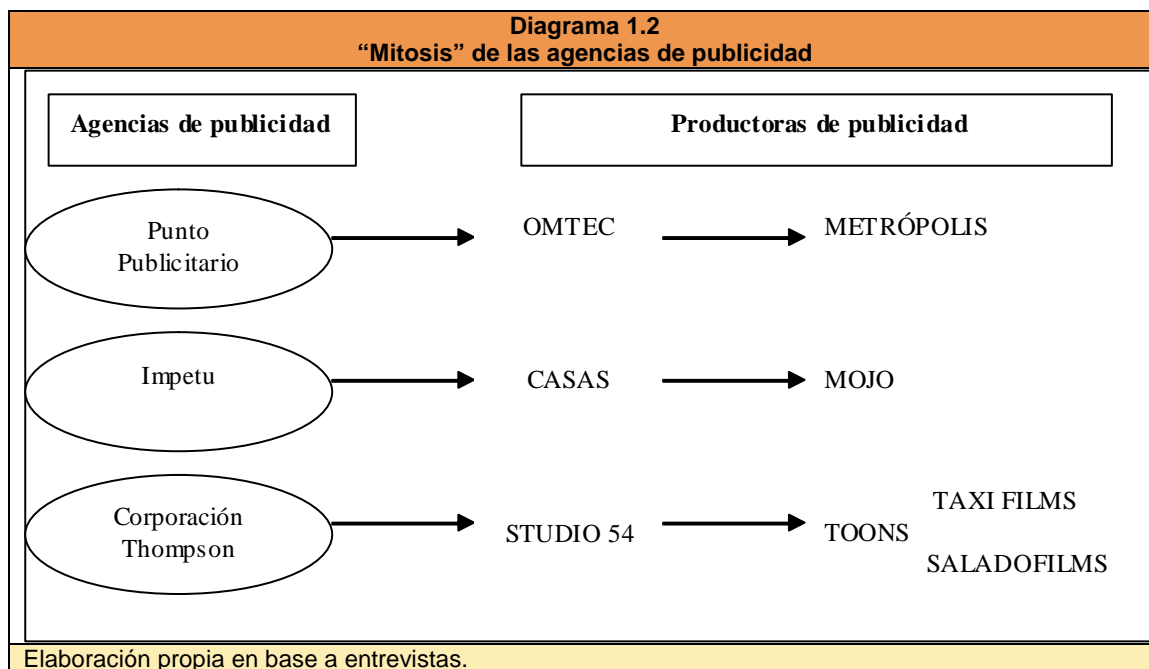 Diagrama 1.2
“Mitosis” de las agencias de publicidad
Agencias de publicidad
Productoras de publicidad
Punto
Publicitario
OMTEC
METRÓPOLIS
Impetu
CASAS
MOJO
Corporación
Thompson
STUDIO 54
TAXI FILMS
TOONS
SALADOFILMS
Elaboración propia en base a entrevistas.